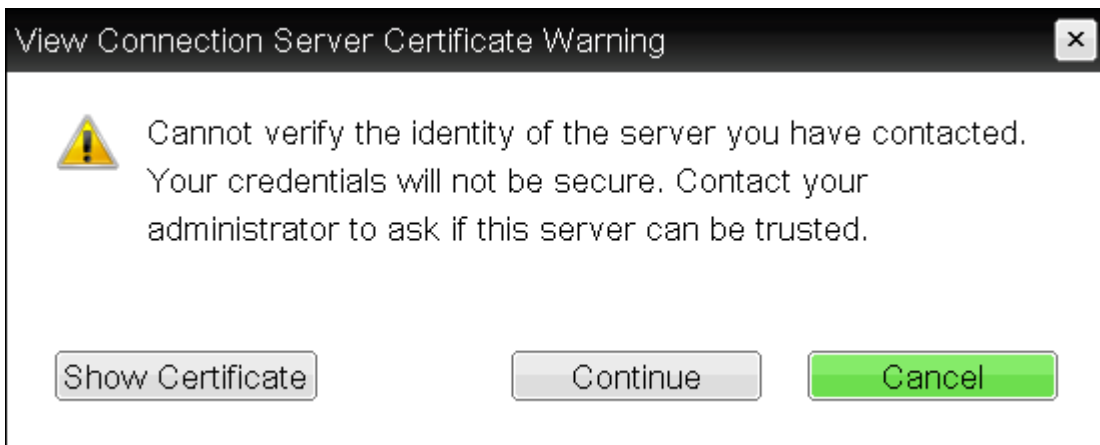 View Connection Server Certificate Warning
Cannot verify the identity of the server you have contacted.
Your credentials will not be secure. Contact your
administrator to ask if this server can be trusted.
Show Certificate
Continue
Cancel